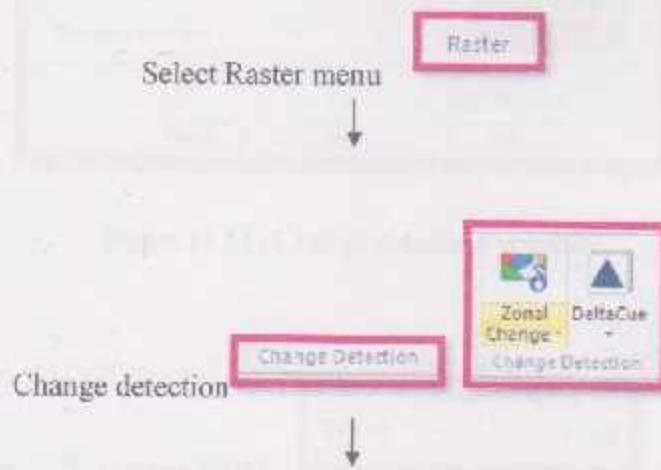 Raster
Select Raster menu
Zonal
Change
DeltaCue
Change Detection
Change Detection
Change detection